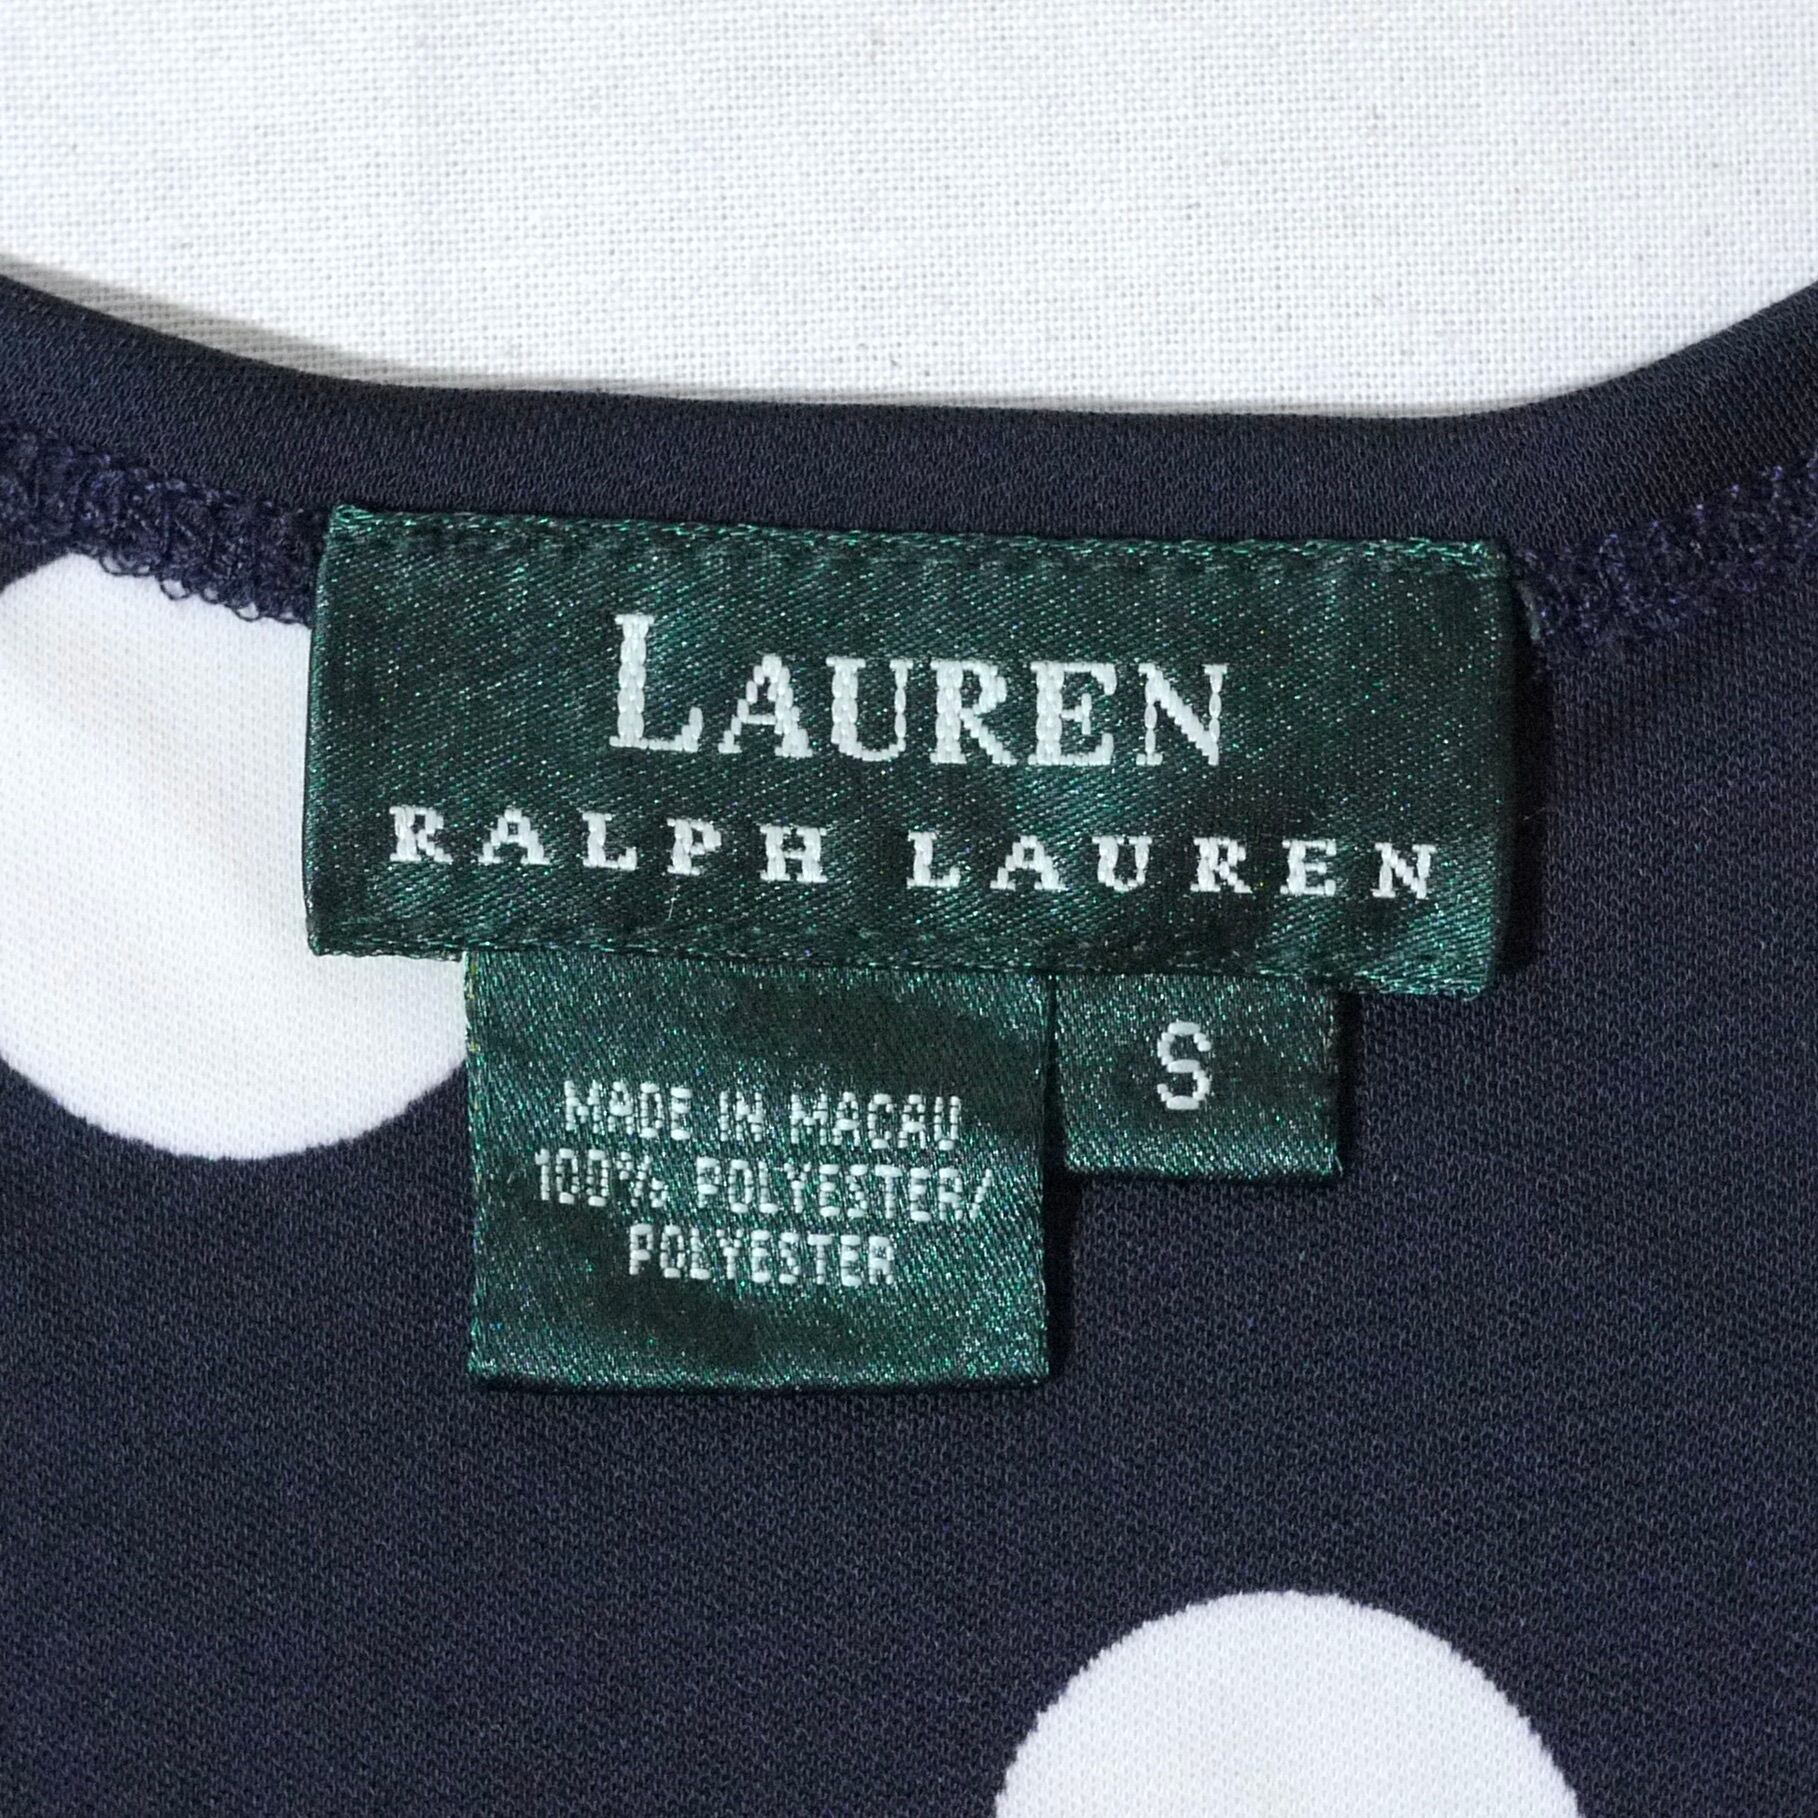 LAUREN
RALPH LAUREN
S
MADE IN MACAU
100% POLYESTER/
POLYESTER